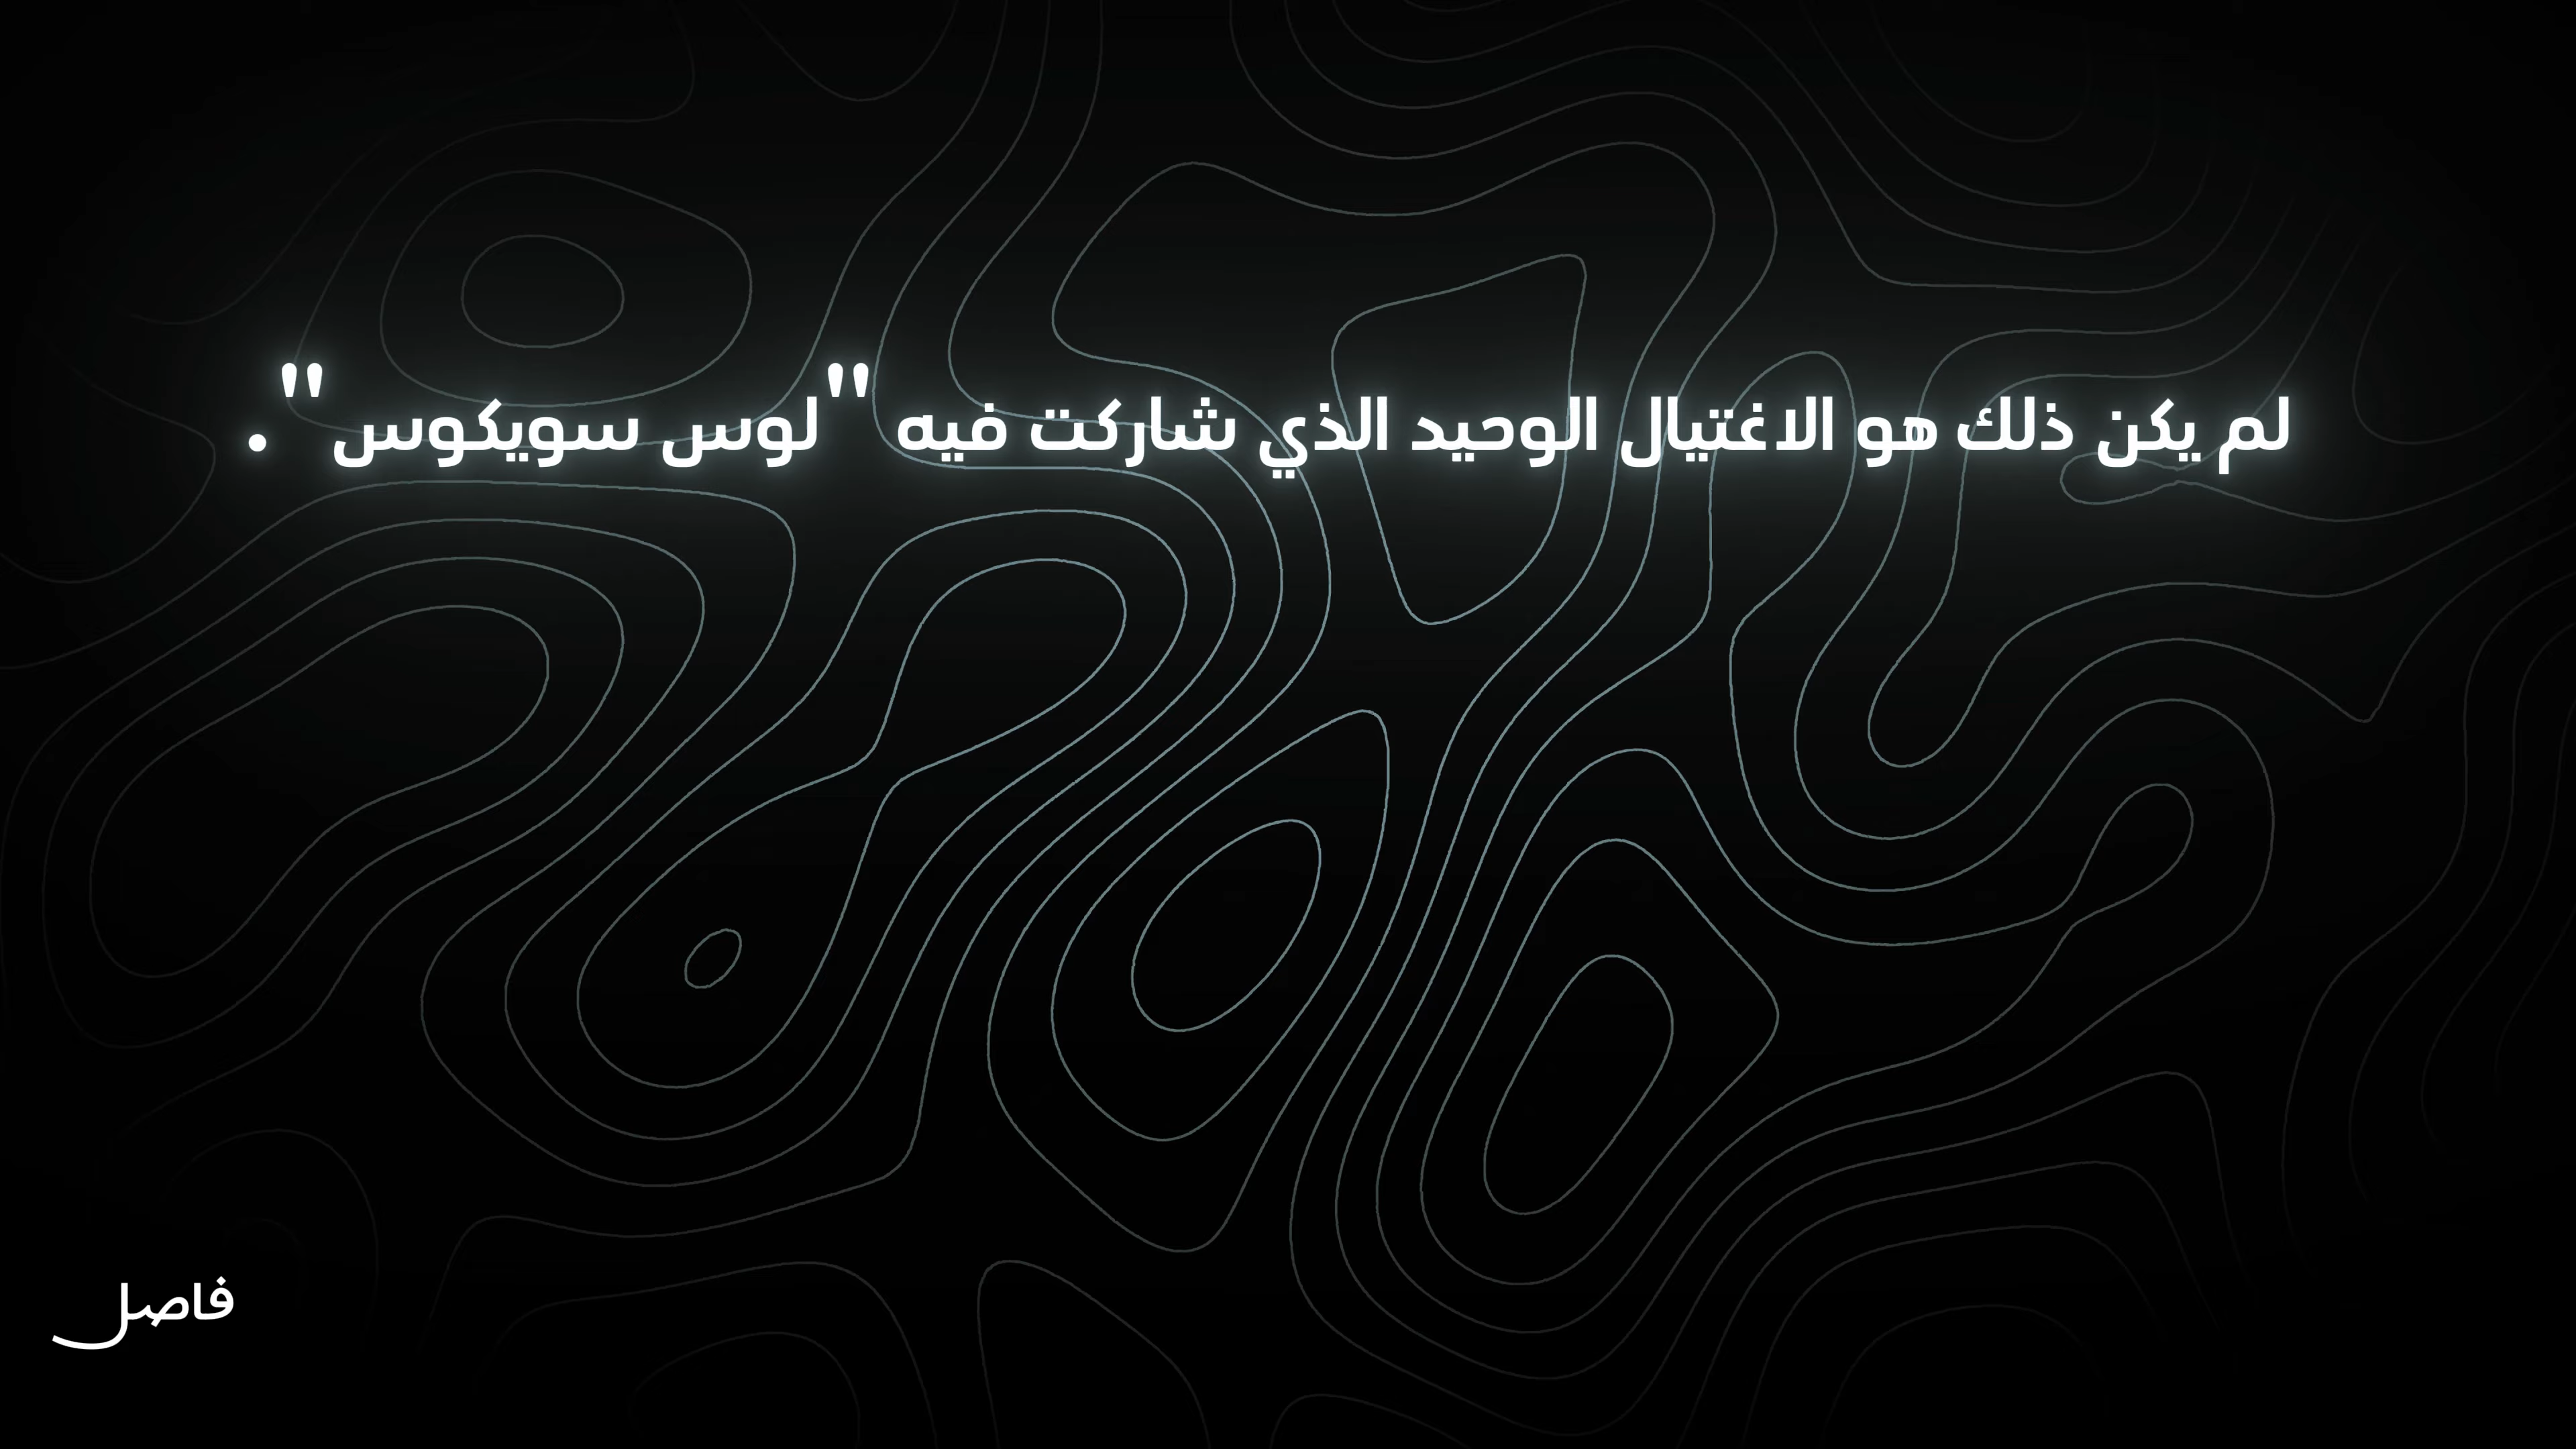 لم يكن ذلك هو الاغتيال الوحيد الذي شاركت فيه "لوس سويكوس".
فاصل